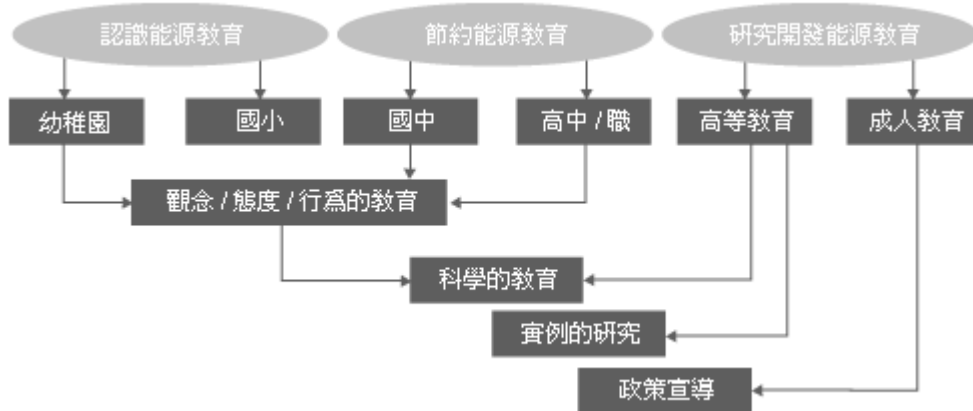 認識能源教育
節約能源教育
研究開發能源教育
幼稚園
國小
國中
高中 / 職
高等教育
成人教育
觀念 / 態度 / 行為的教育
科學的教育
實例的研究
政策宣導